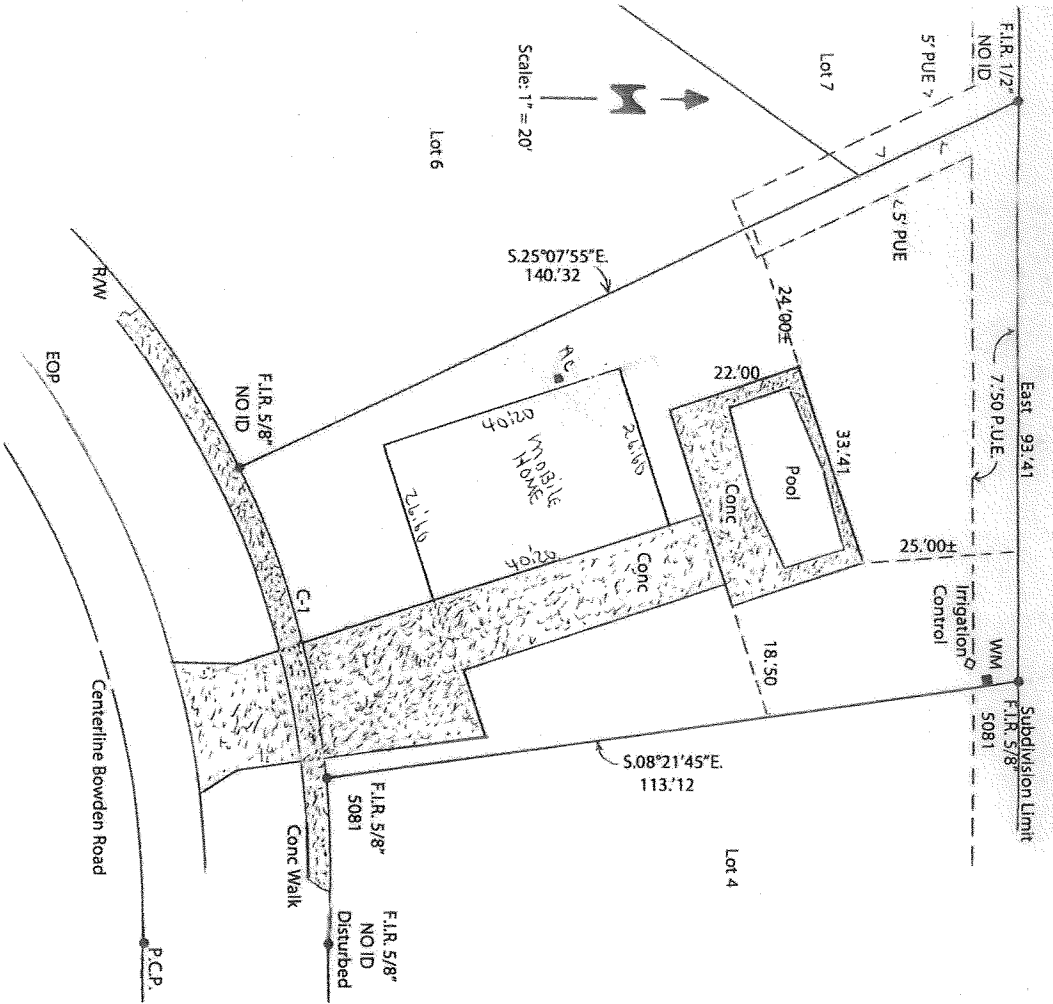 F.I.R. 1/2"
NO ID
5' PUE >
Lot 7
< 5' PUE
East 93.'41
7.'50 P.U.E.
Subdivision Limit
F.I.R. 5/8"
5081
WM
Irrigation
Control
25.'00±
Scale: 1" = 20'
Lot 6
S.25°07'55"E.
140.'32
24.'00±
22.'00
33.'41
Pool
Conc
18.'50
AC
40.'20
26.'60
MOBILE
HOME
26.'60
40.'20
Conc
S.08°21'45"E.
113.'12
Lot 4
R/W
EOP
F.I.R. 5/8"
NO ID
C-1
F.I.R. 5/8"
5081
Conc Walk
F.I.R. 5/8"
NO ID
Disturbed
Centerline Bowden Road
P.C.P.